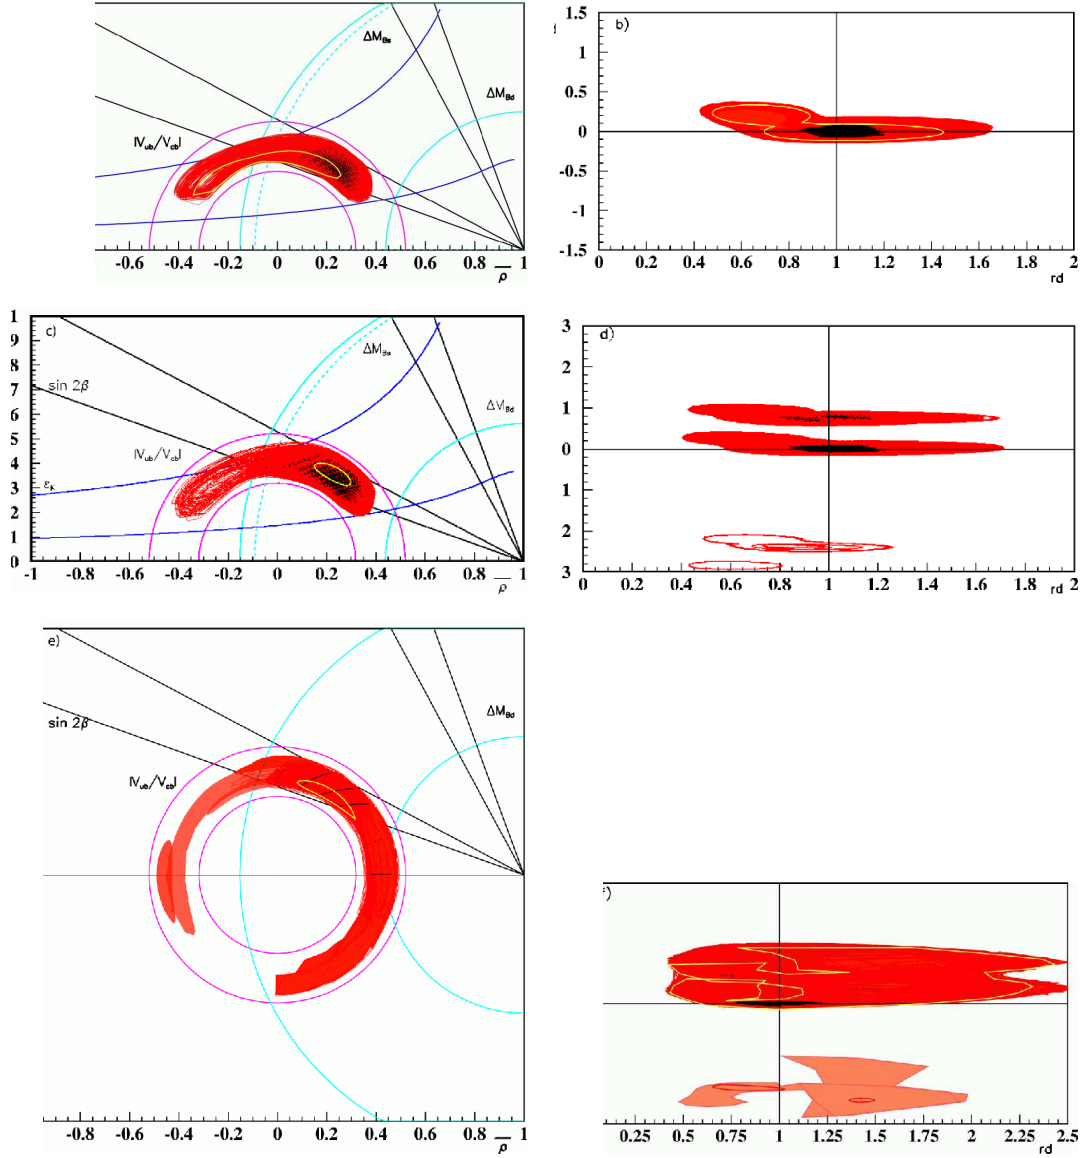 ΔM_Bs
ΔM_Bd
|V_ub/V_cb|
-0.6 -0.4 -0.2 0 0.2 0.4 0.6 0.8 1
ρ̅
b)
1.5
1
0.5
0
-0.5
-1
-1.5
0 0.2 0.4 0.6 0.8 1 1.2 1.4 1.6 1.8 2
rd
c)
1
9
8
7
6
5
4
3
2
1
0
sin 2β
ΔM_Bs
ΔM_Bd
|V_ub/V_cb|
ε_K
-1 -0.8 -0.6 -0.4 -0.2 0 0.2 0.4 0.6 0.8 1
ρ̅
d)
3
2
1
0
1
2
3
0 0.2 0.4 0.6 0.8 1 1.2 1.4 1.6 1.8 2
rd
e)
sin 2β
ΔM_Bd
|V_ub/V_cb|
-0.8 -0.6 -0.4 -0.2 0 0.2 0.4 0.6 0.8 1
ρ̅
f)
0.25 0.5 0.75 1 1.25 1.5 1.75 2 2.25 2.5
rd